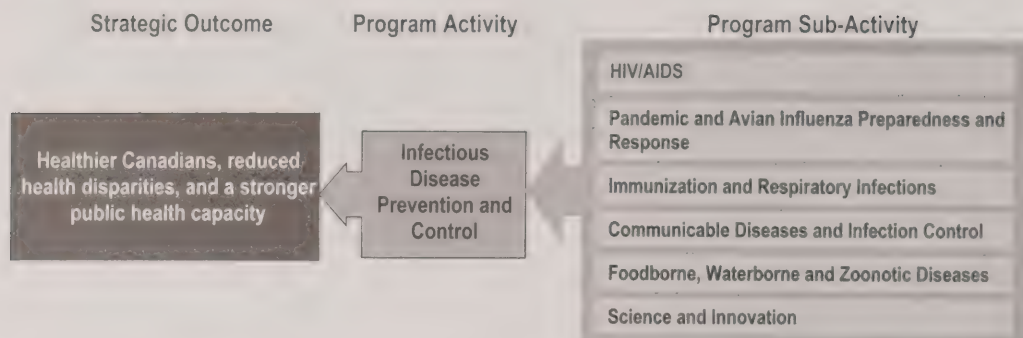 Strategic Outcome
Program Activity
Program Sub-Activity
Healthier Canadians, reduced
health disparities, and a stronger
public health capacity
Infectious
Disease
Prevention and
Control
HIV/AIDS
Pandemic and Avian Influenza Preparedness and
Response
Immunization and Respiratory Infections
Communicable Diseases and Infection Control
Foodborne, Waterborne and Zoonotic Diseases
Science and Innovation